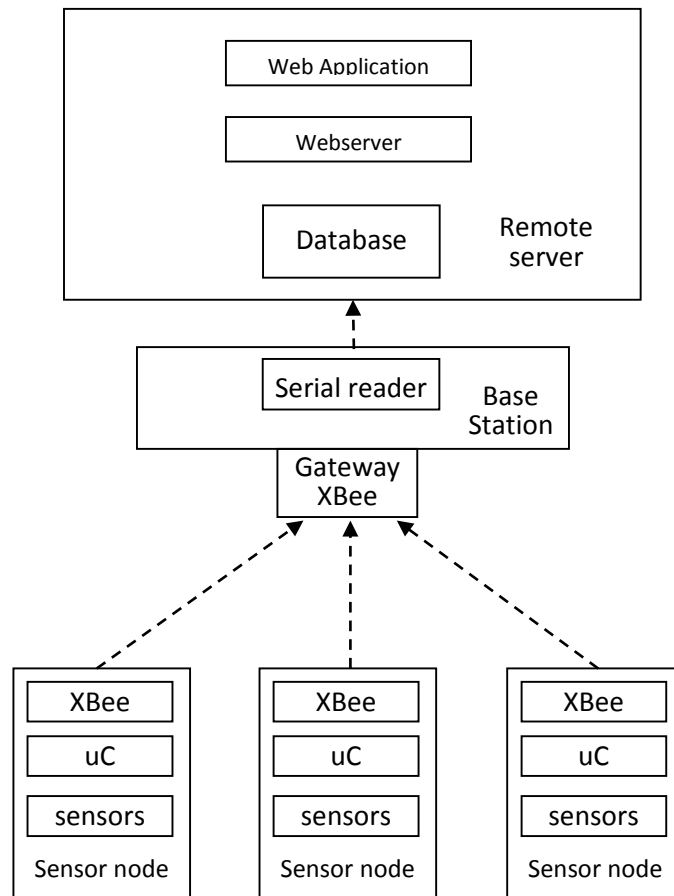 Web Application
Webserver
Database
Remote
server
Serial reader
Base
Station
Gateway
XBee
XBee
uC
sensors
Sensor node
XBee
uC
sensors
Sensor node
XBee
uC
sensors
Sensor node